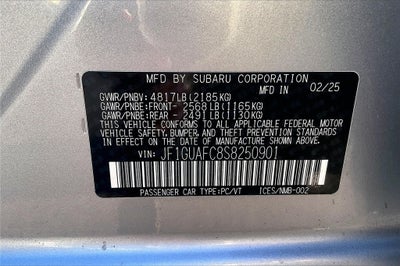 MFD BY SUBARU CORPORATION
GVWR/PNBV: 4817LB(2185KG) 02/25
GAWR/PNBE:FRONT- 2568LB(1165KG)
GAWR/PNBE:REAR - 2491LB(1130KG)
THIS VEHICLE CONFORMS TO ALL APPLICABLE FEDERAL MOTOR VEHICLE
SAFETY, BUMPER, AND THEFT PREVENTION STANDARDS
IN EFFECT ON THE DATE OF MANUFACTURE SHOWN ABOVE.
VIN: JF1GUAFC8S8250901
PASSENGER CAR TYPE:PC/VT ICES/NMB-002